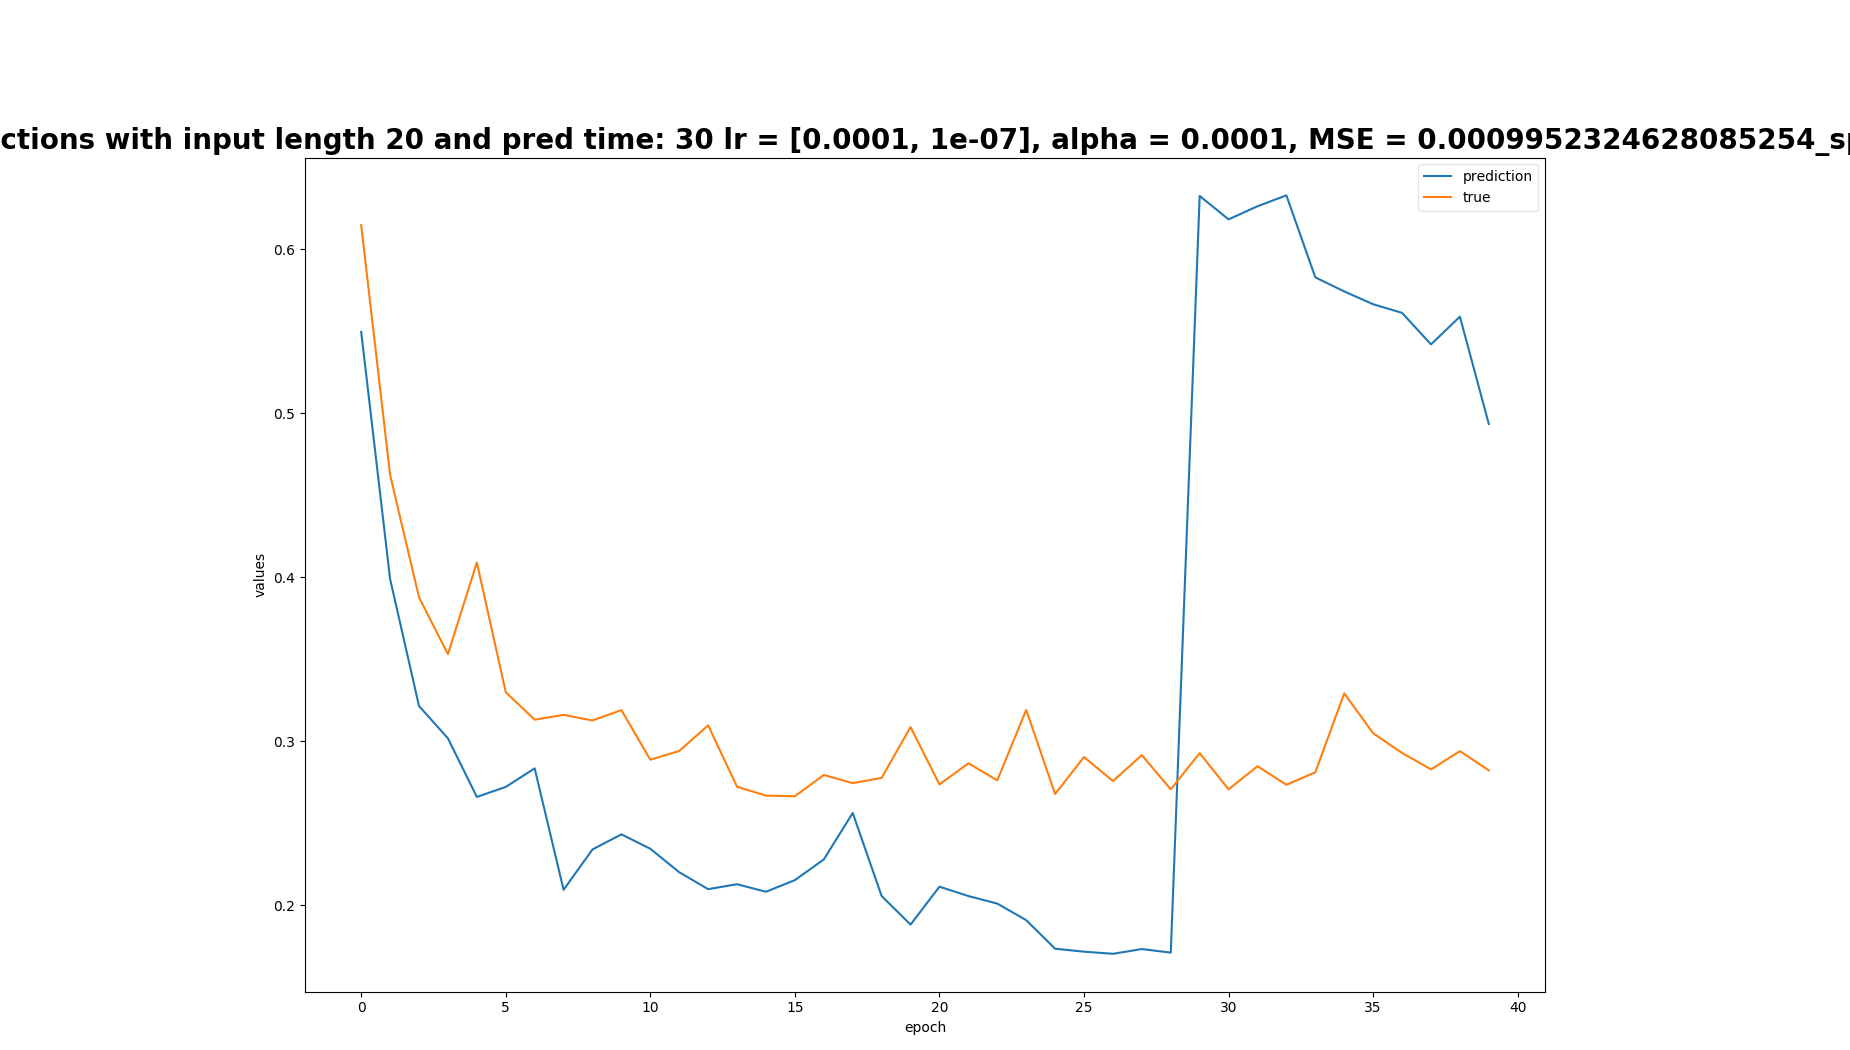 ctions with input length 20 and pred time: 30 lr = [0.0001, 1e-07], alpha = 0.0001, MSE = 0.0009952324628085254_sp
prediction
true
0.6
0.5
0.4
0.3
0.2
values
0 5 10 15 20 25 30 35 40
epoch